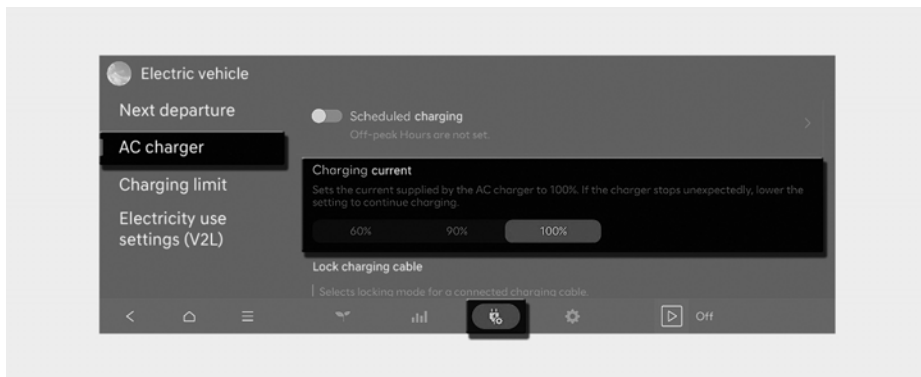 Electric vehicle
Next departure
AC charger
Charging limit
Electricity use
settings (V2L)
Scheduled charging
Off-peak Hours are not set.
Charging current
Sets the current supplied by the AC charger to 100%. If the charger stops unexpectedly, lower the
setting to continue charging.
60% 90% 100%
Lock charging cable
Selects locking mode for a connected charging cable.
Off